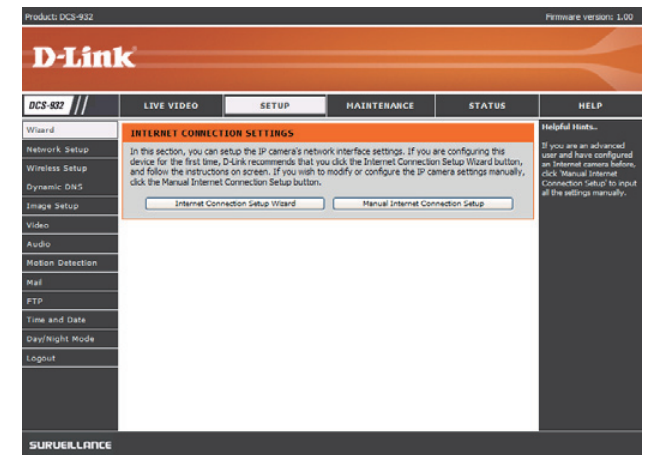 Product: DCS-932
Firmware version: 1.00
D-Link
DCS-932
LIVE VIDEO
SETUP
MAINTENANCE
STATUS
HELP
Wizard
Network Setup
Wireless Setup
Dynamic DNS
Image Setup
Video
Audio
Motion Detection
Mail
FTP
Time and Date
Day/Night Mode
Logout
INTERNET CONNECTION SETTINGS
In this section, you can setup the IP camera's network interface settings. If you are configuring this
device for the first time, D-Link recommends that you click the Internet Connection Setup Wizard button,
and follow the instructions on screen. If you wish to modify or configure the IP camera settings manually,
click the Manual Internet Connection Setup button.
Internet Connection Setup Wizard
Manual Internet Connection Setup
Helpful Hints..
If you are an advanced
user and have configured
an Internet camera before,
click 'Manual Internet
Connection Setup' to input
all the settings manually.
SURVEILLANCE